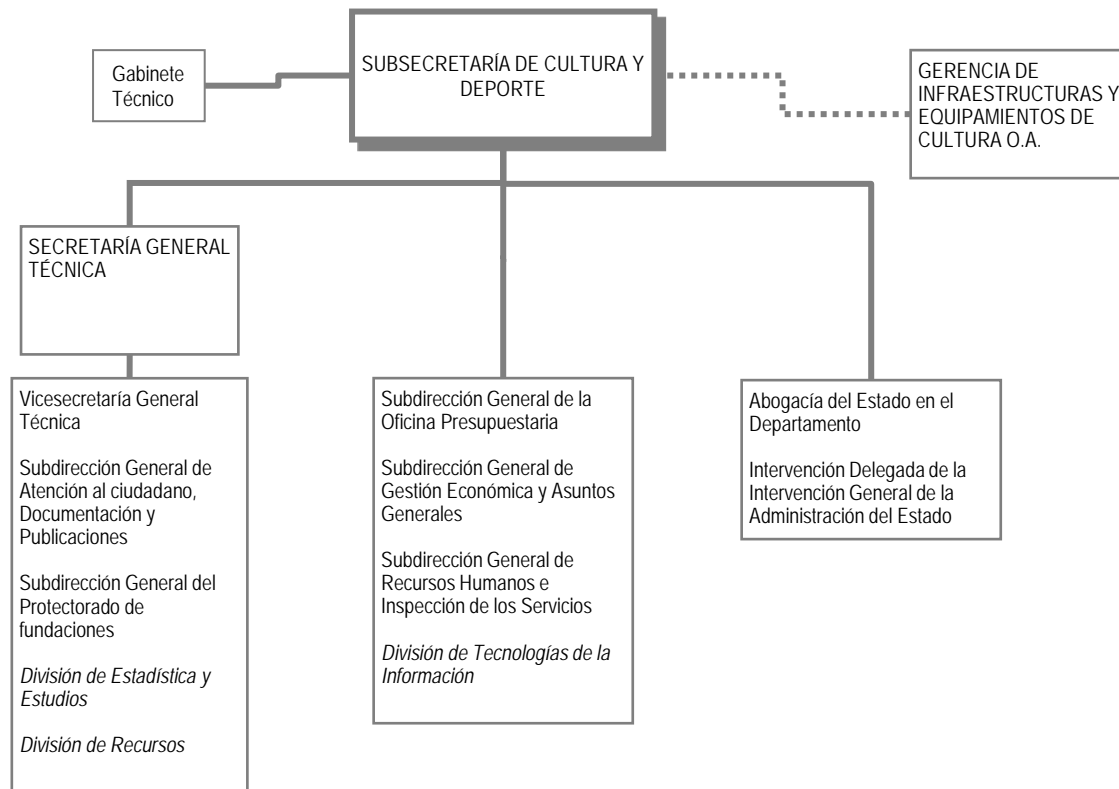 Gabinete
Técnico
SUBSECRETARÍA DE CULTURA Y
DEPORTE
GERENCIA DE
INFRAESTRUCTURAS Y
EQUIPAMIENTOS DE
CULTURA O.A.
SECRETARÍA GENERAL
TÉCNICA
Vicesecretaría General
Técnica
Subdirección General de
Atención al ciudadano,
Documentación y
Publicaciones
Subdirección General del
Protectorado de
fundaciones
División de Estadística y
Estudios
División de Recursos
Subdirección General de la
Oficina Presupuestaria
Subdirección General de
Gestión Económica y Asuntos
Generales
Subdirección General de
Recursos Humanos e
Inspección de los Servicios
División de Tecnologías de la
Información
Abogacía del Estado en el
Departamento
Intervención Delegada de la
Intervención General de la
Administración del Estado